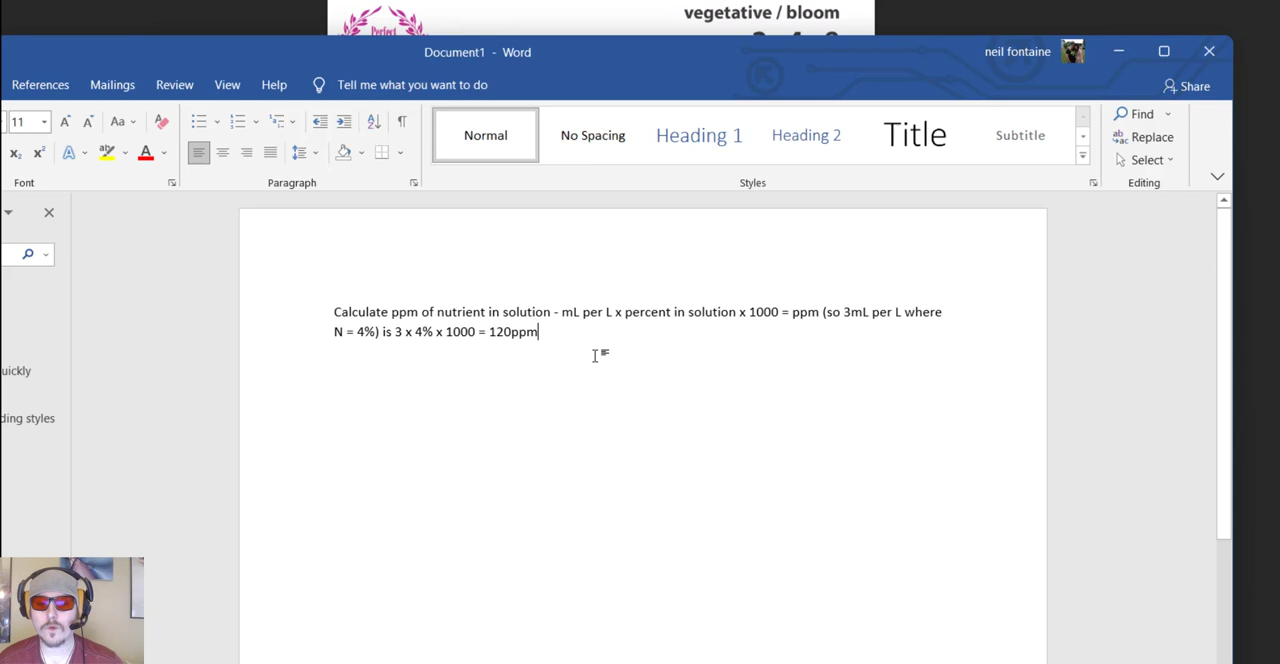 vegetative / bloom
Perfect
Document1 - Word
neil fontaine
References Mailings Review View Help Tell me what you want to do
Share
11 Aa
Normal No Spacing Heading 1 Heading 2 Title Subtitle
Find
Replace
Select
Font Paragraph Styles Editing
uickly
ding styles
Calculate ppm of nutrient in solution - mL per L x percent in solution x 1000 = ppm (so 3mL per L where
N = 4%) is 3 x 4% x 1000 = 120ppm